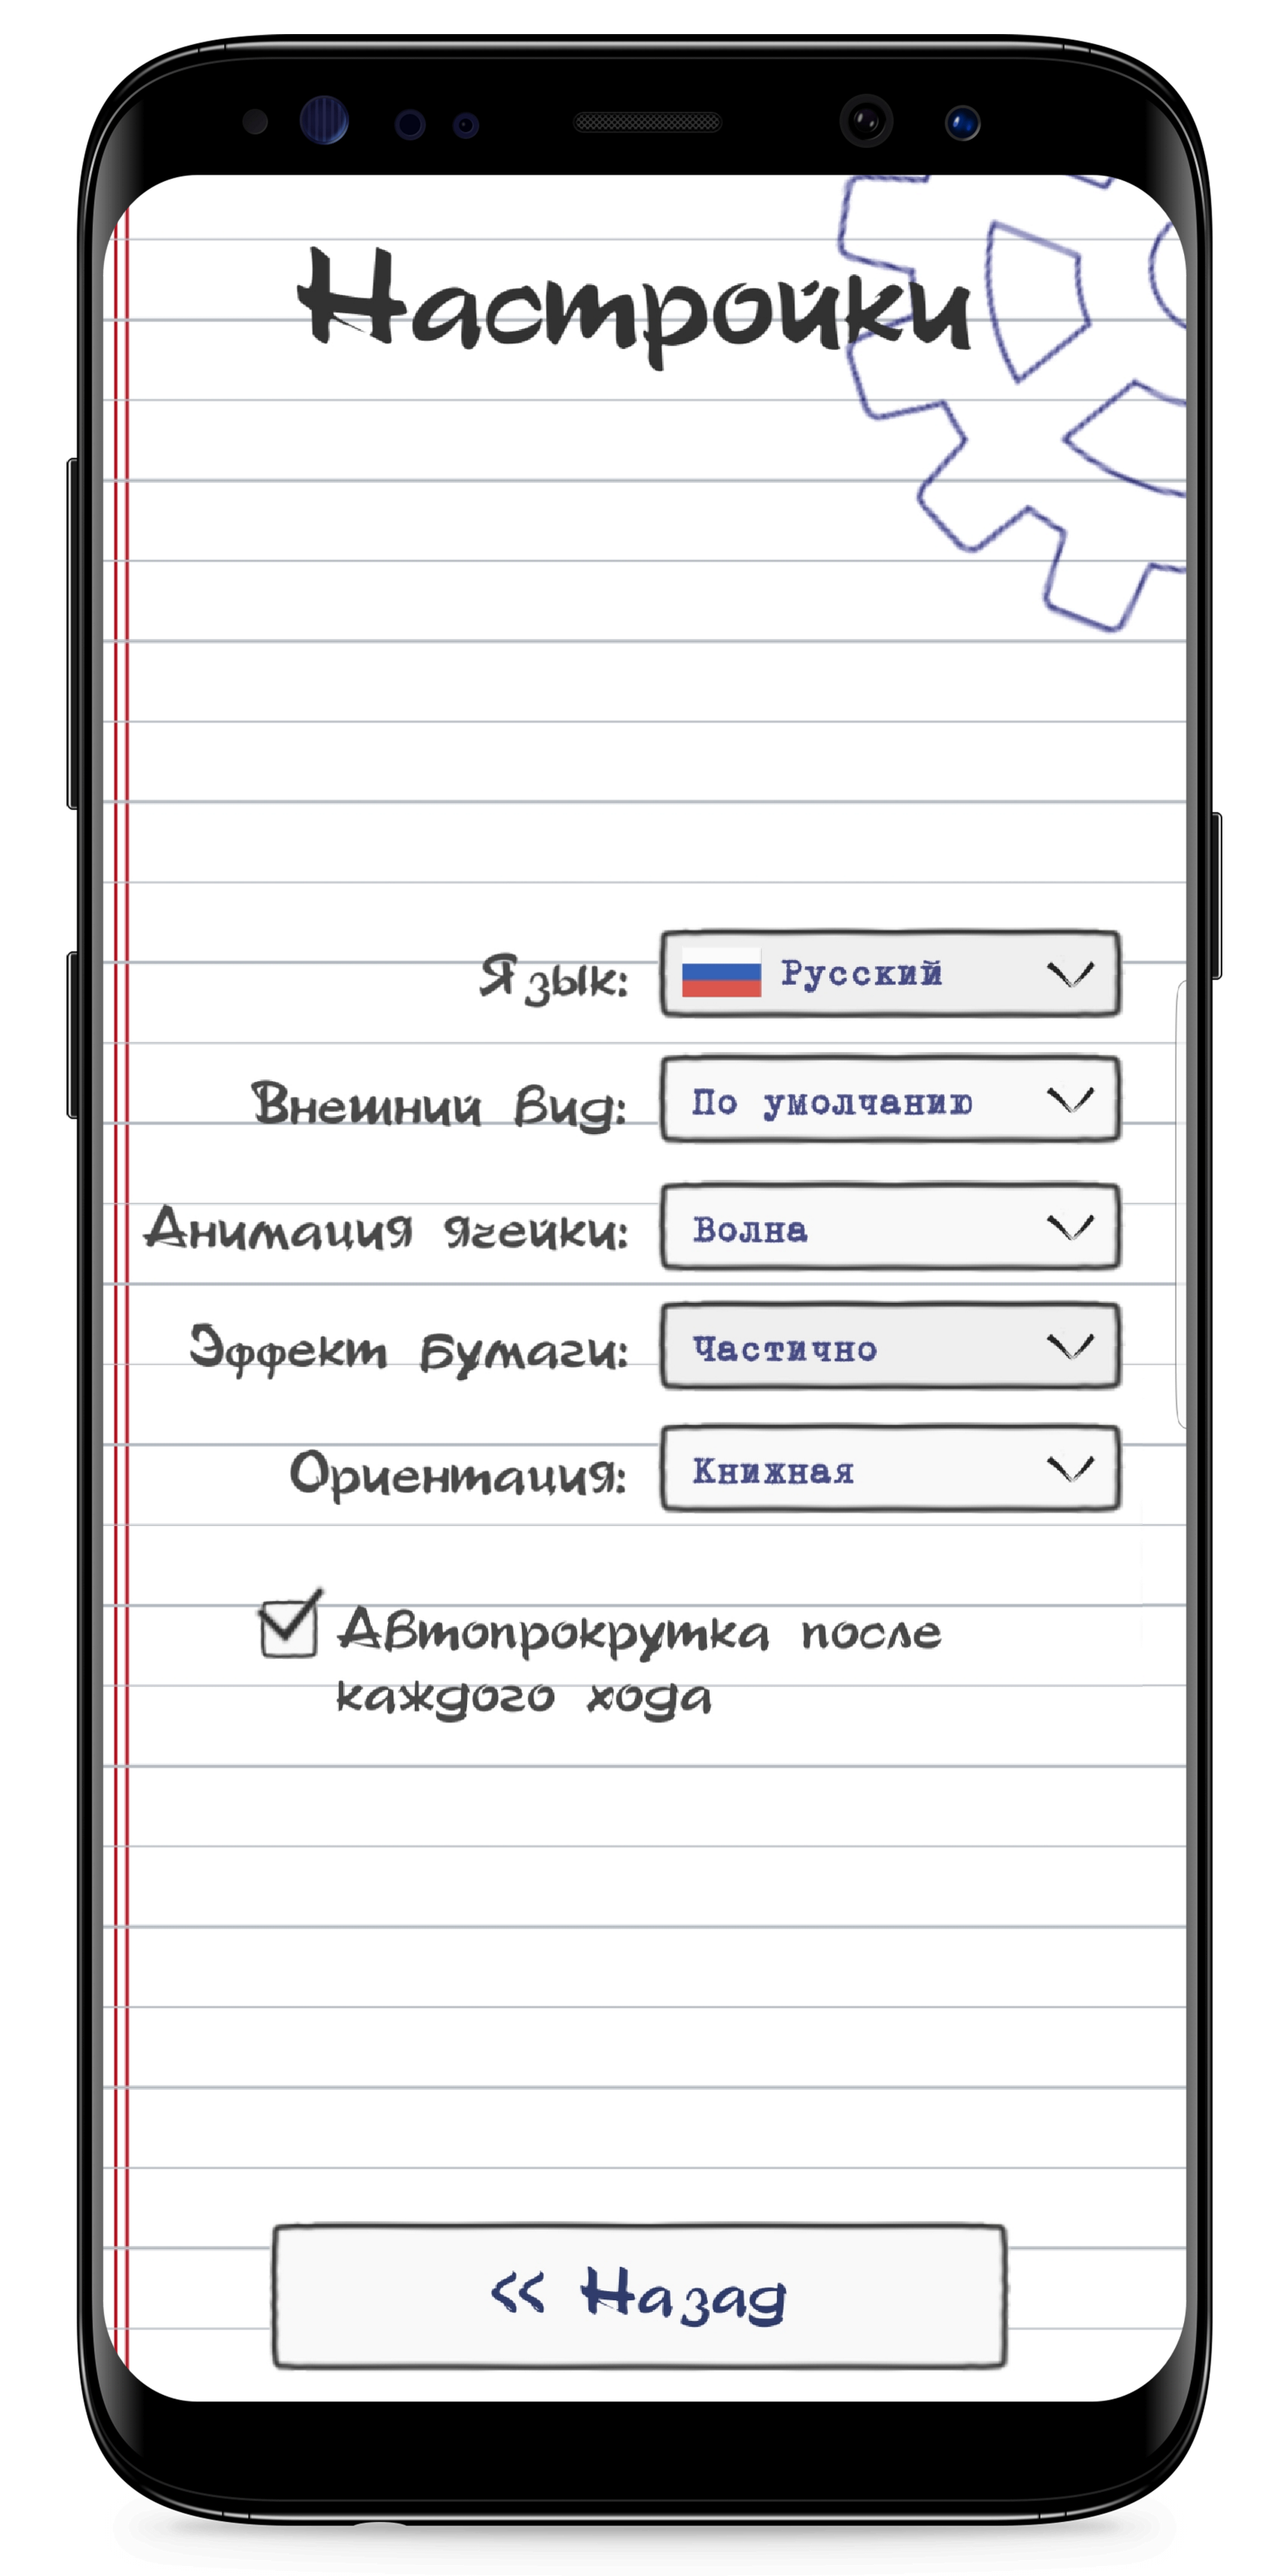 Настройки
Язык: Русский
Внешний Вид: По умолчанию
Анимация ячейки: Волна
Эффект Бумаги: Частично
Ориентация: Книжная
Автопрокрутка после
каждого хода
<< Назад